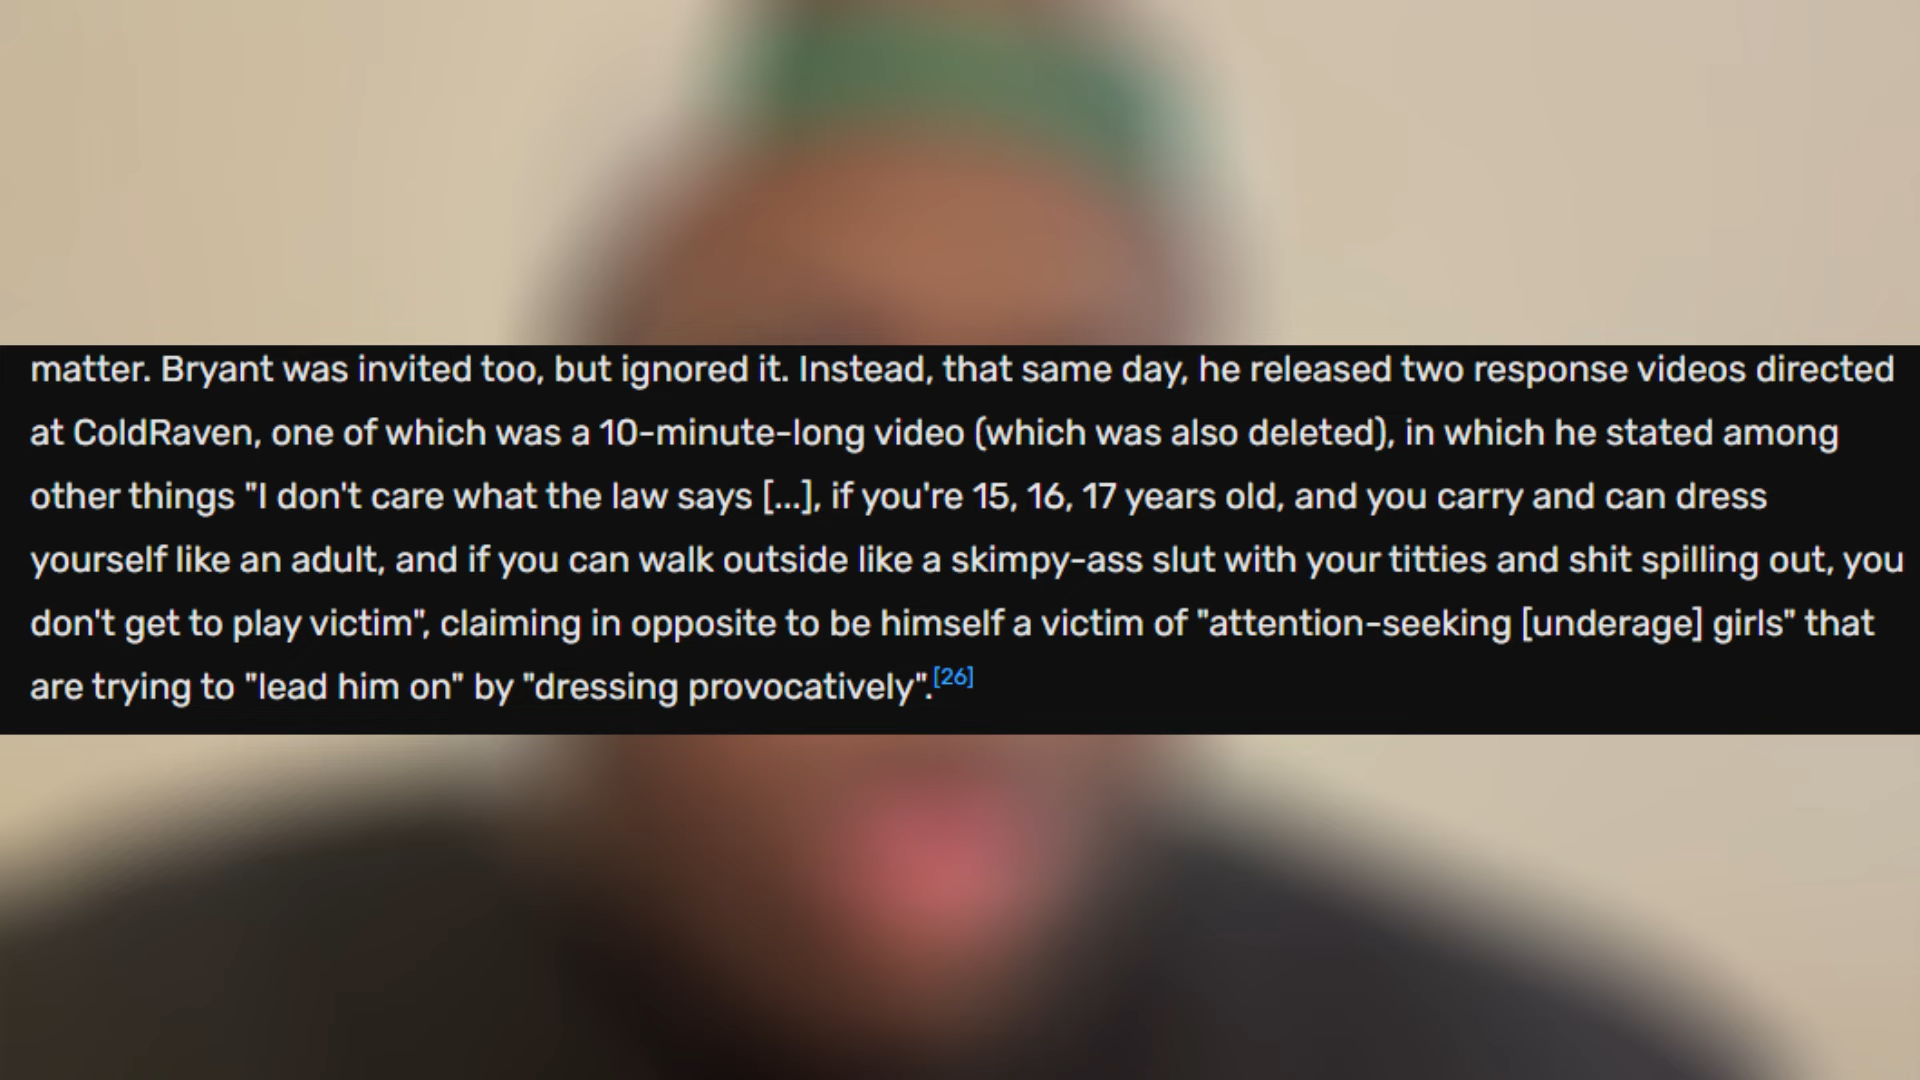 matter. Bryant was invited too, but ignored it. Instead, that same day, he released two response videos directed
at ColdRaven, one of which was a 10-minute-long video (which was also deleted), in which he stated among
other things "I don't care what the law says [...], if you're 15, 16, 17 years old, and you carry and can dress
yourself like an adult, and if you can walk outside like a skimpy-ass slut with your titties and shit spilling out, you
don't get to play victim", claiming in opposite to be himself a victim of "attention-seeking [underage] girls" that
are trying to "lead him on" by "dressing provocatively".[26]